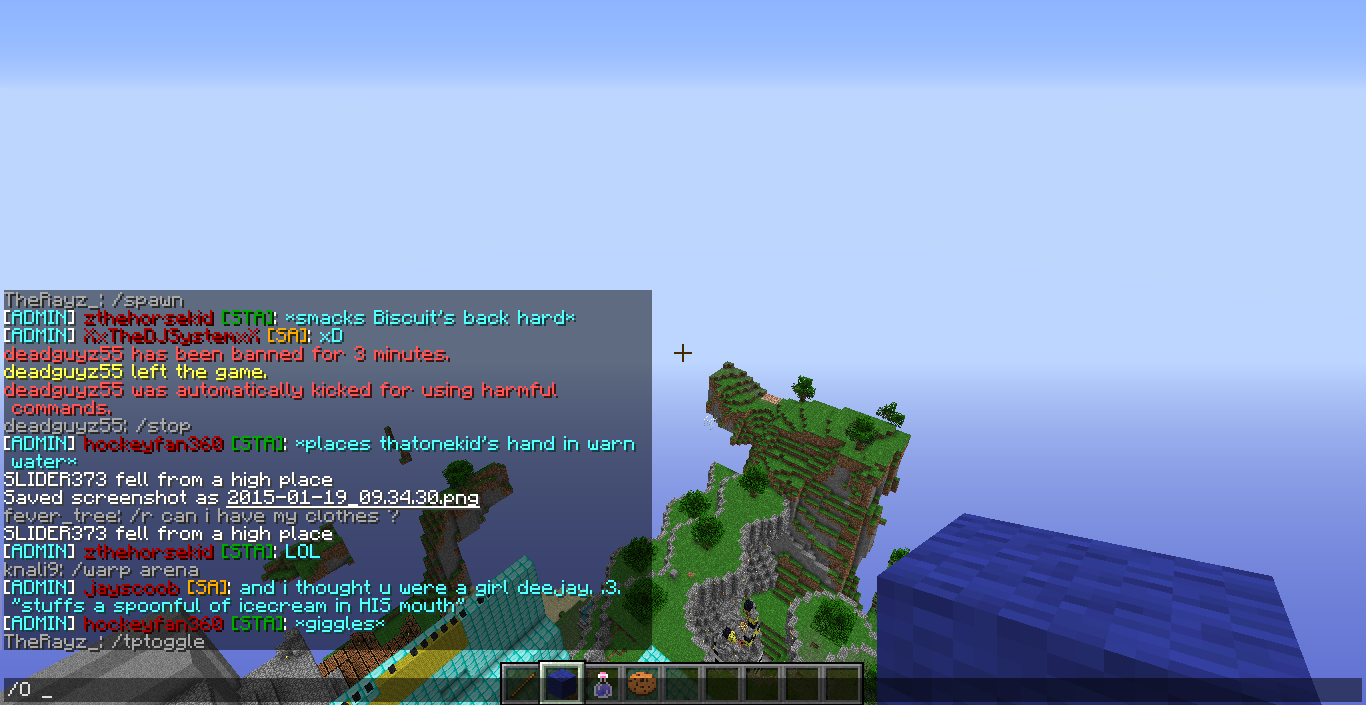 TheRayz_: /spawn
[ADMIN] zthehorsekid [STA]: *smacks Biscuit's back hard*
[ADMIN] XxTheDJSystemxX [SA]: xD
deadguyz55 has been banned for 3 minutes.
deadguyz55 left the game.
deadguyz55 was automatically kicked for using harmful
commands.
deadguyz55: /stop
[ADMIN] hockeyfan360 [STA]: *places thatonekid's hand in warn
water*
SLIDER373 fell from a high place
Saved screenshot as 2015-01-19_09.34.30.png
fever_tree: /r can i have my clothes ?
SLIDER373 fell from a high place
[ADMIN] zthehorsekid [STA]: LOL
knali9: /warp arena
[ADMIN] jayscoob [SA]: and i thought u were a girl deejay. .3.
"stuffs a spoonful of icecream in HIS mouth"
[ADMIN] hockeyfan360 [STA]: *giggles*
TheRayz_: /tptoggle
/O _